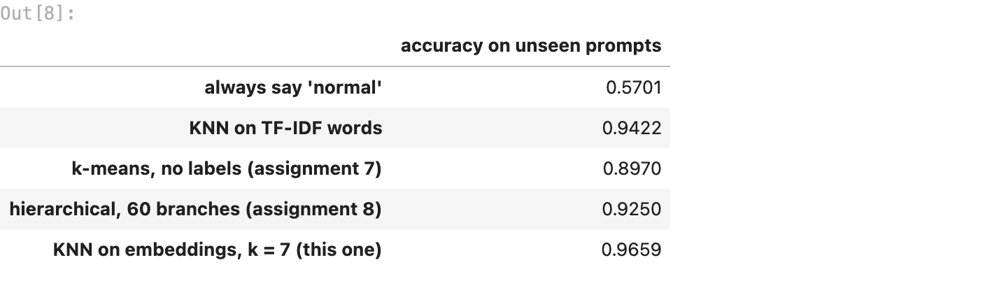 Out[8]:
accuracy on unseen prompts
always say 'normal' 0.5701
KNN on TF-IDF words 0.9422
k-means, no labels (assignment 7) 0.8970
hierarchical, 60 branches (assignment 8) 0.9250
KNN on embeddings, k = 7 (this one) 0.9659